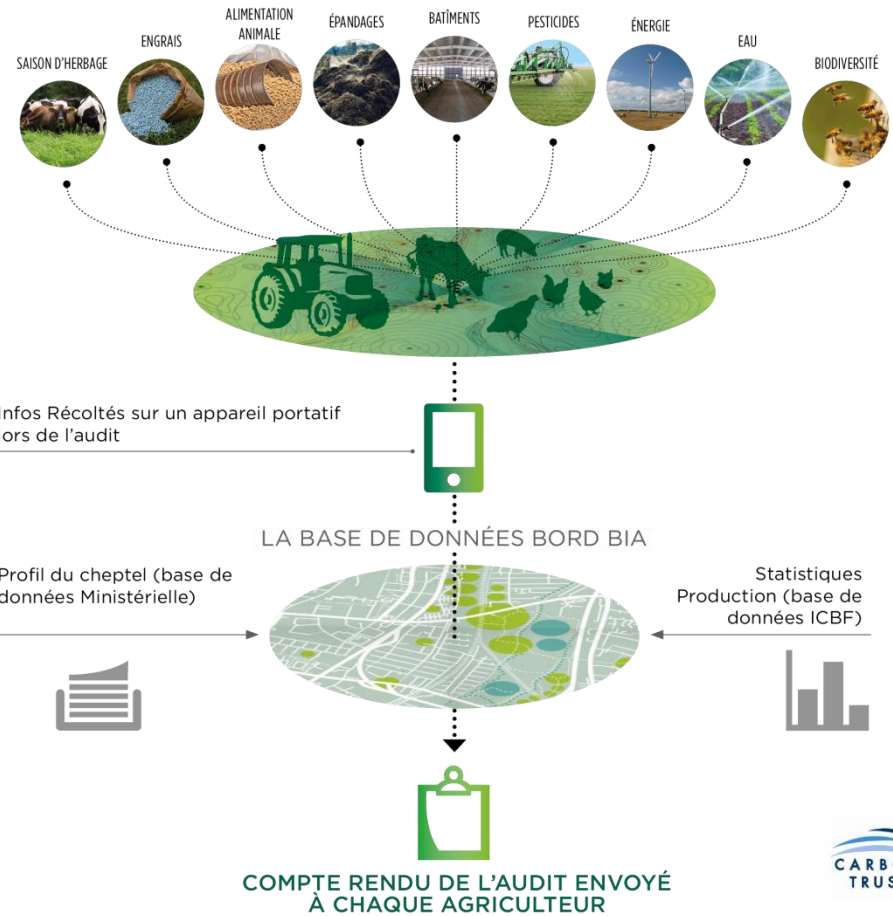 SAISON D'HERBAGE
ENGRAIS
ALIMENTATION
ANIMALE
ÉPANDAGES
BATÎMENTS
PESTICIDES
ÉNERGIE
EAU
BIODIVERSITÉ
Infos Récoltés sur un appareil portatif
lors de l'audit
LA BASE DE DONNÉES BORD BIA
Profil du cheptel (base de
données Ministérielle)
Statistiques
Production (base de
données ICBF)
COMPTE RENDU DE L'AUDIT ENVOYÉ
À CHAQUE AGRICULTEUR